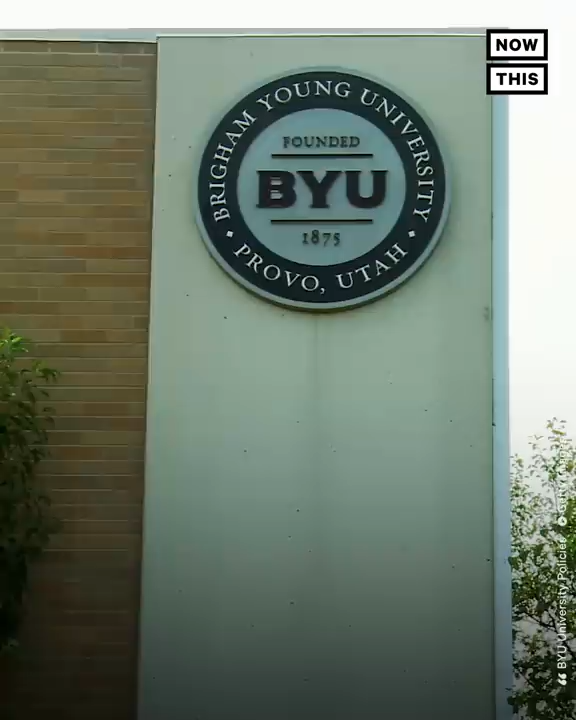 NOW
THIS
BRIGHAM YOUNG UNIVERSITY
FOUNDED
BYU
1875
PROVO, UTAH
BYU University Policies